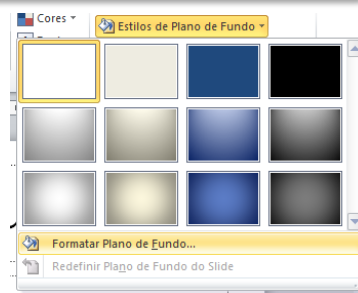 Cores
Estilos de Plano de Fundo
Formatar Plano de Fundo...
Redefinir Plano de Fundo do Slide